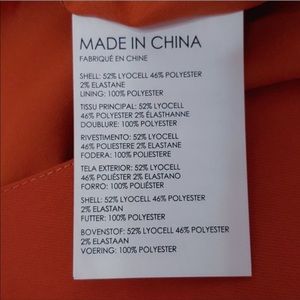 MADE IN CHINA
FABRIQUÉ EN CHINE
SHELL: 52% LYOCELL 46% POLYESTER
2% ELASTANE
LINING: 100% POLYESTER
TISSU PRINCIPAL: 52% LYOCELL
46% POLYESTER 2% ÉLASTHANNE
DOUBLURE: 100% POLYESTER
RIVESTIMENTO: 52% LYOCELL
46% POLIESTERE 2% ELASTANE
FODERA: 100% POLIESTERE
TELA EXTERIOR: 52% LYOCELL
46% POLIÉSTER 2% ELASTANO
FORRO: 100% POLIÉSTER
SHELL: 52% LYOCELL 46% POLYESTER
2% ELASTAN
FUTTER: 100% POLYESTER
BOVENSTOF: 52% LYOCELL 46% POLYESTER
2% ELASTAAN
VOERING: 100% POLYESTER